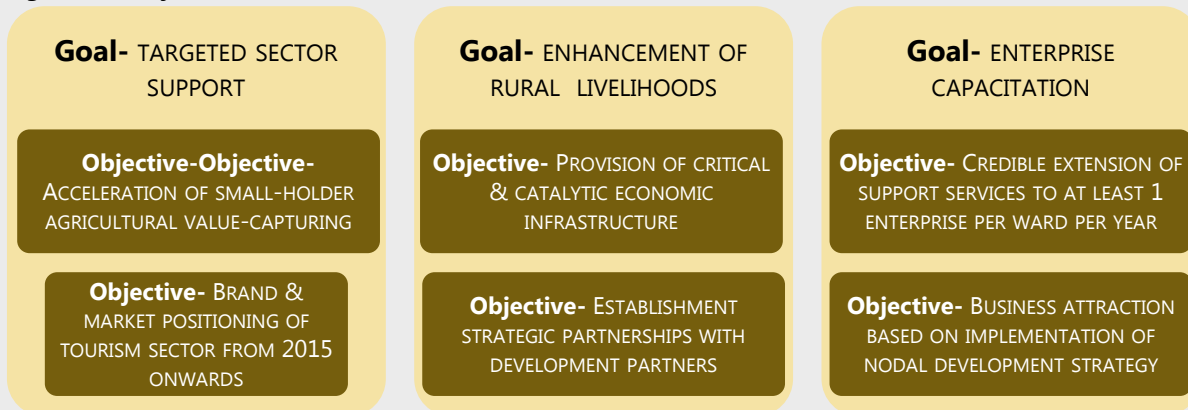 Goal- TARGETED SECTOR
SUPPORT
Objective-Objective-
ACCELERATION OF SMALL-HOLDER
AGRICULTURAL VALUE-CAPTURING
Objective- BRAND &
MARKET POSITIONING OF
TOURISM SECTOR FROM 2015
ONWARDS
Goal- ENHANCEMENT OF
RURAL LIVELIHOODS
Objective- PROVISION OF CRITICAL
& CATALYTIC ECONOMIC
INFRASTRUCTURE
Objective- ESTABLISHMENT
STRATEGIC PARTNERSHIPS WITH
DEVELOPMENT PARTNERS
Goal- ENTERPRISE
CAPACITATION
Objective- CREDIBLE EXTENSION OF
SUPPORT SERVICES TO AT LEAST 1
ENTERPRISE PER WARD PER YEAR
Objective- BUSINESS ATTRACTION
BASED ON IMPLEMENTATION OF
NODAL DEVELOPMENT STRATEGY